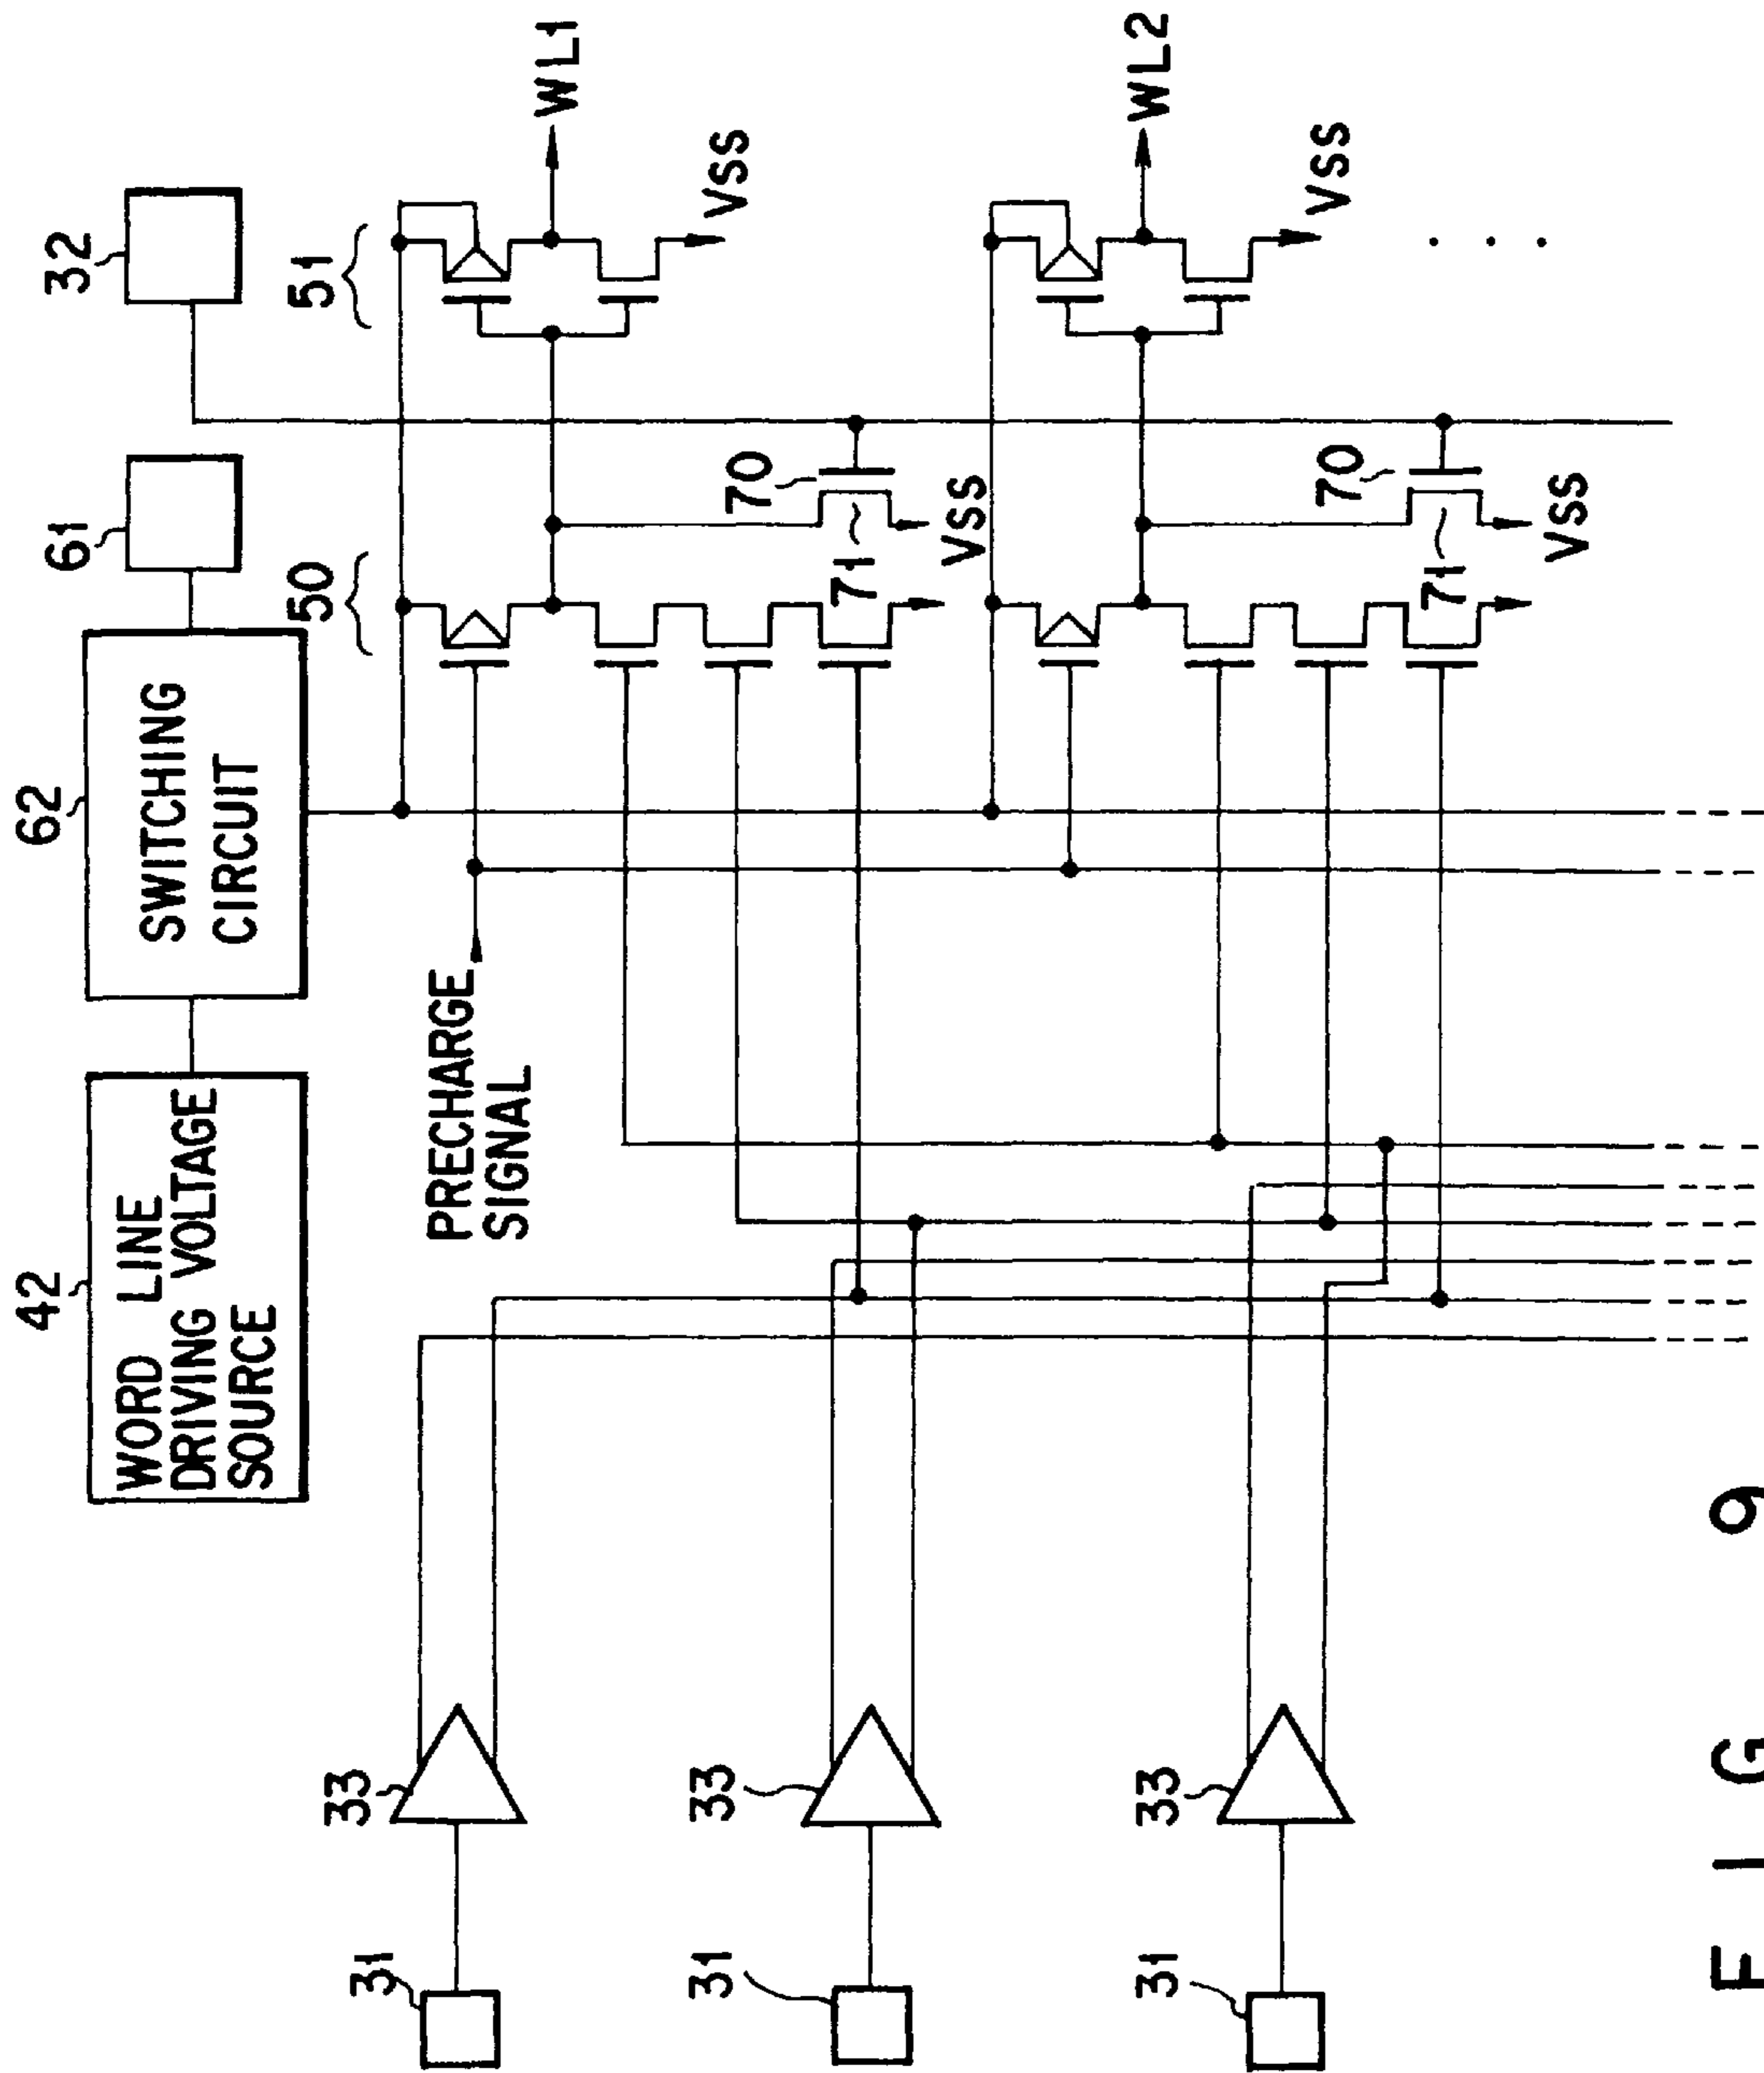 42
WORD LINE
DRIVING VOLTAGE
SOURCE
62
SWITCHING
CIRCUIT
61
32
PRECHARGE
SIGNAL
50
51
WL1
VSS
70
71
VSS
WL2
VSS
70
71
VSS
31
33
31
33
31
33
. . .
FIG 9